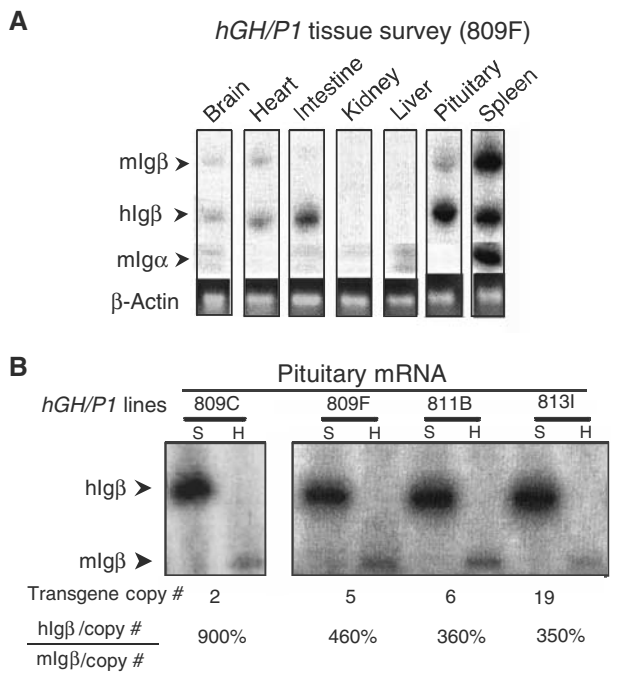 A
hGH/P1 tissue survey (809F)
Brain Heart Intestine Kidney Liver Pituitary Spleen
mIgβ
hIgβ
mIgα
β-Actin
B
Pituitary mRNA
hGH/P1 lines 809C 809F 811B 813I
S H S H S H S H
hIgβ
mIgβ
Transgene copy # 2 5 6 19
hIgβ/copy #
mIgβ/copy #
900% 460% 360% 350%